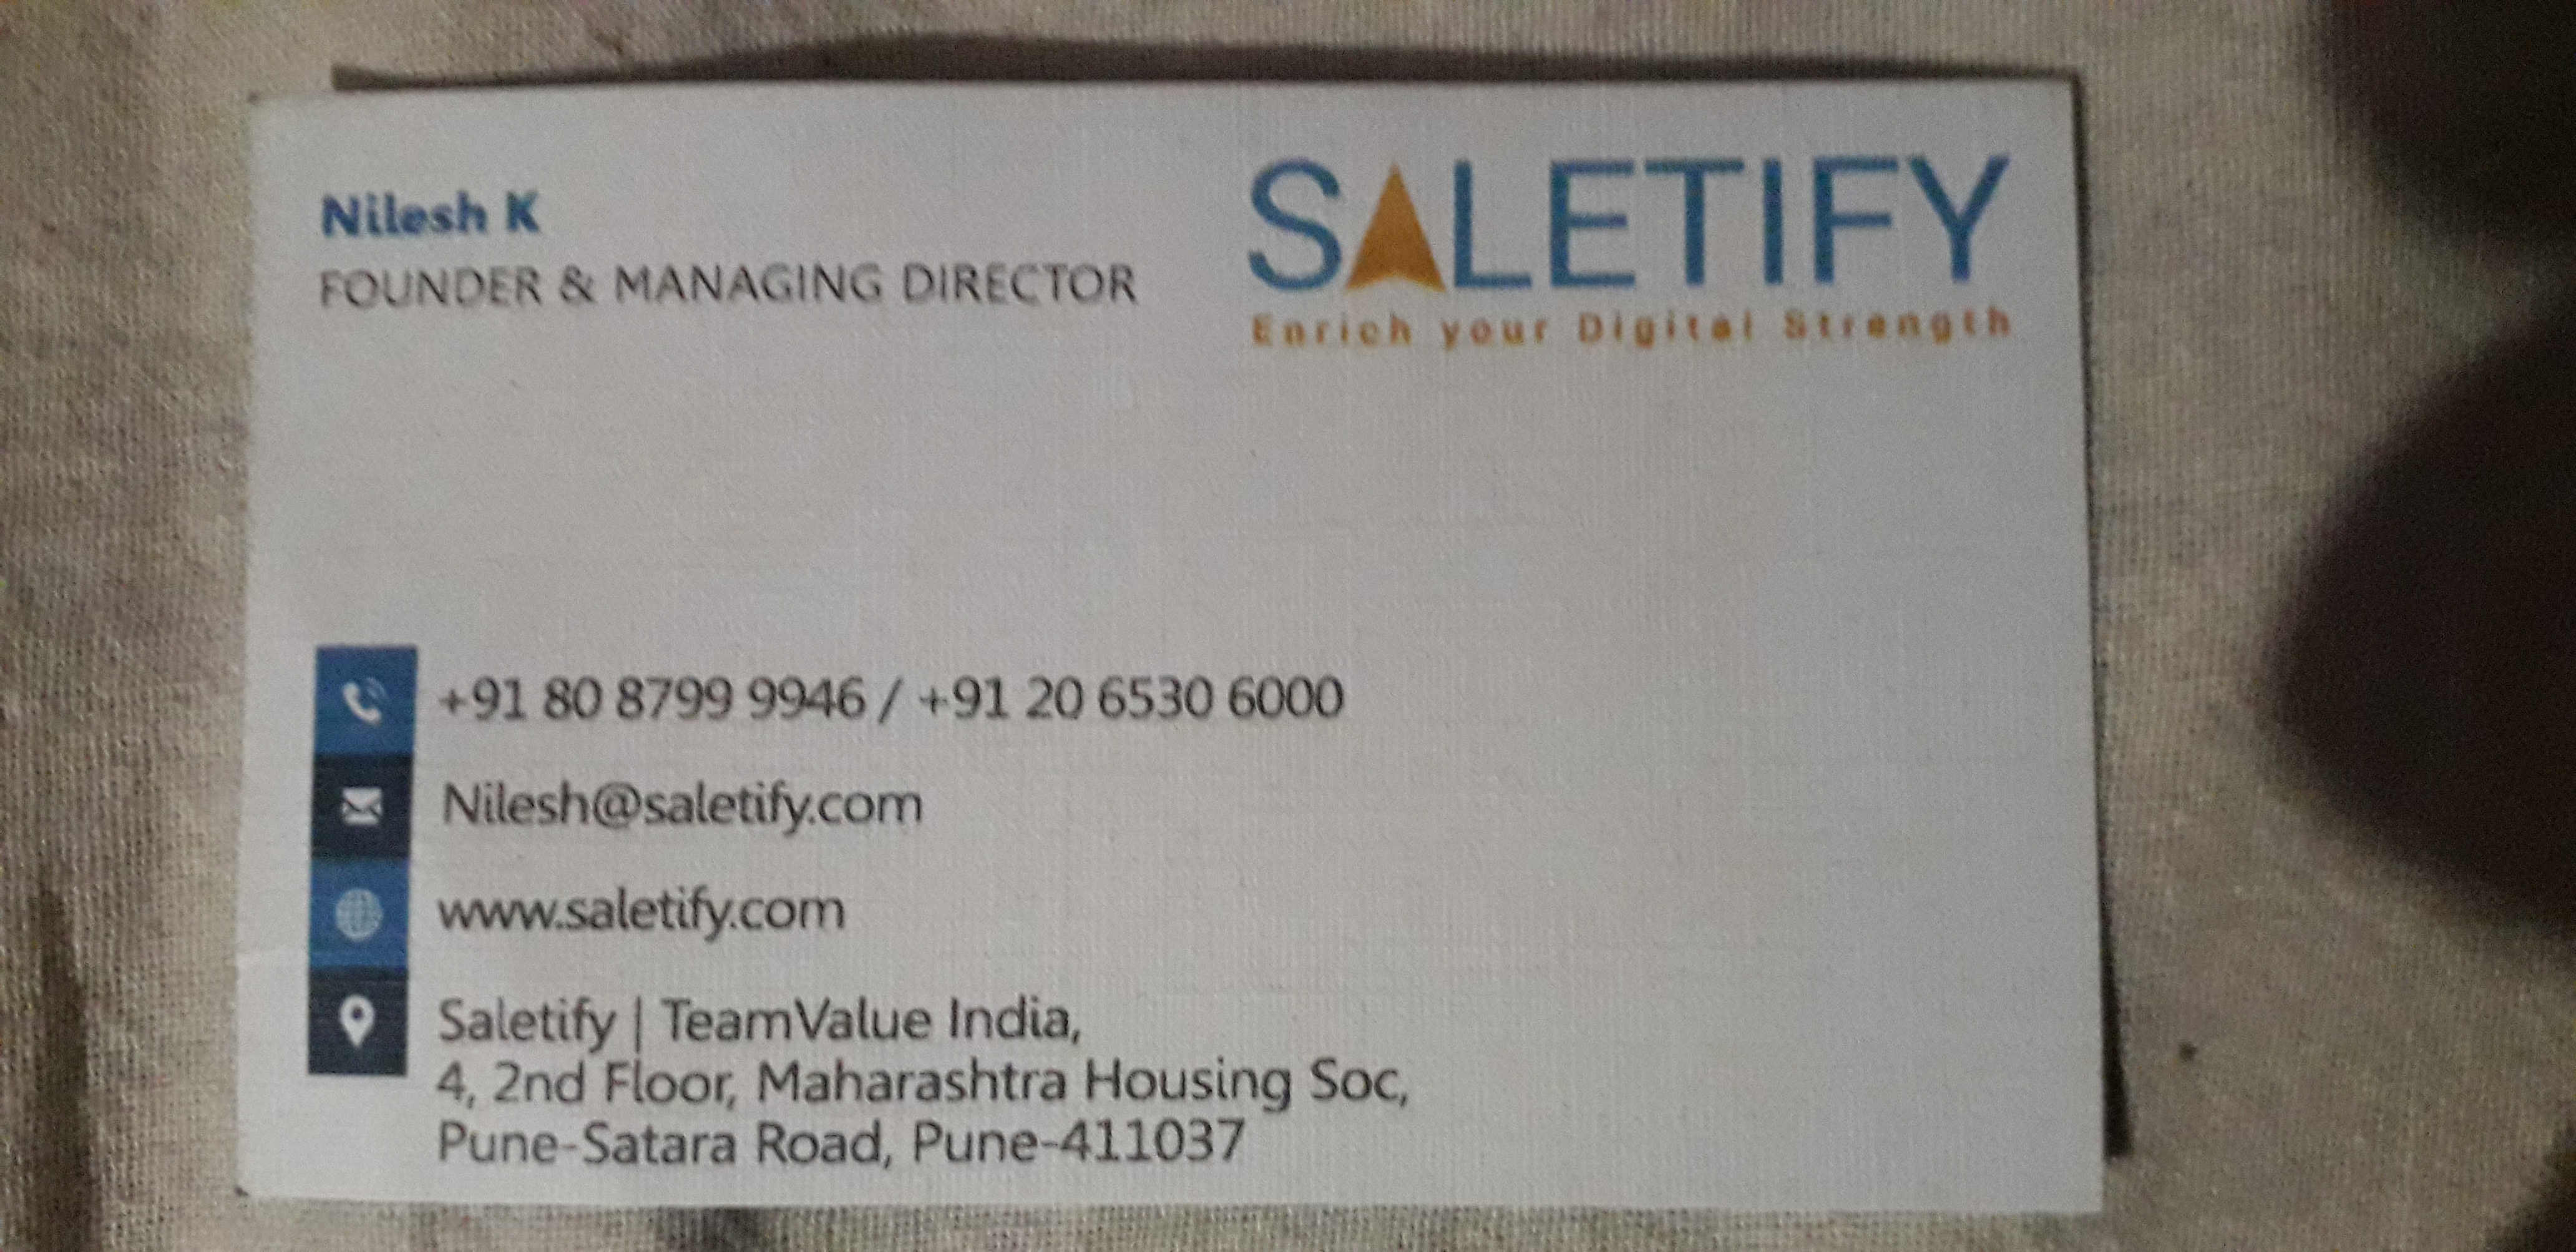 Nilesh K
FOUNDER & MANAGING DIRECTOR
SALETIFY
Enrich your Digital Strength
+91 80 8799 9946 / +91 20 6530 6000
Nilesh@saletify.com
www.saletify.com
Saletify | TeamValue India,
4, 2nd Floor, Maharashtra Housing Soc,
Pune-Satara Road, Pune-411037